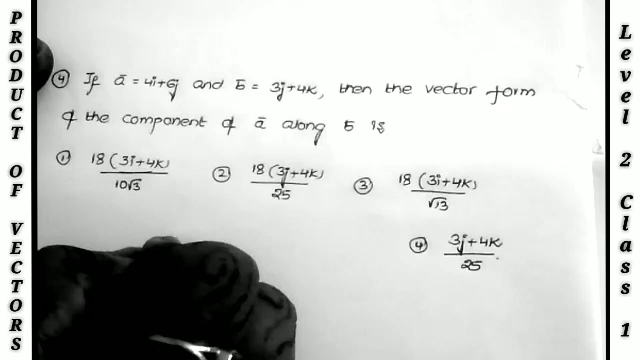 PRODUCT OF VECTORS
④ If ā = 4i+6j and b̄ = 3j+4k, then the vector form
of the component of ā along b̄ is
① 18(3i+4k)/10√3 ② 18(3j+4k)/25 ③ 18(3i+4k)/√13
④ 3j+4k/25
Level 2 Class 1